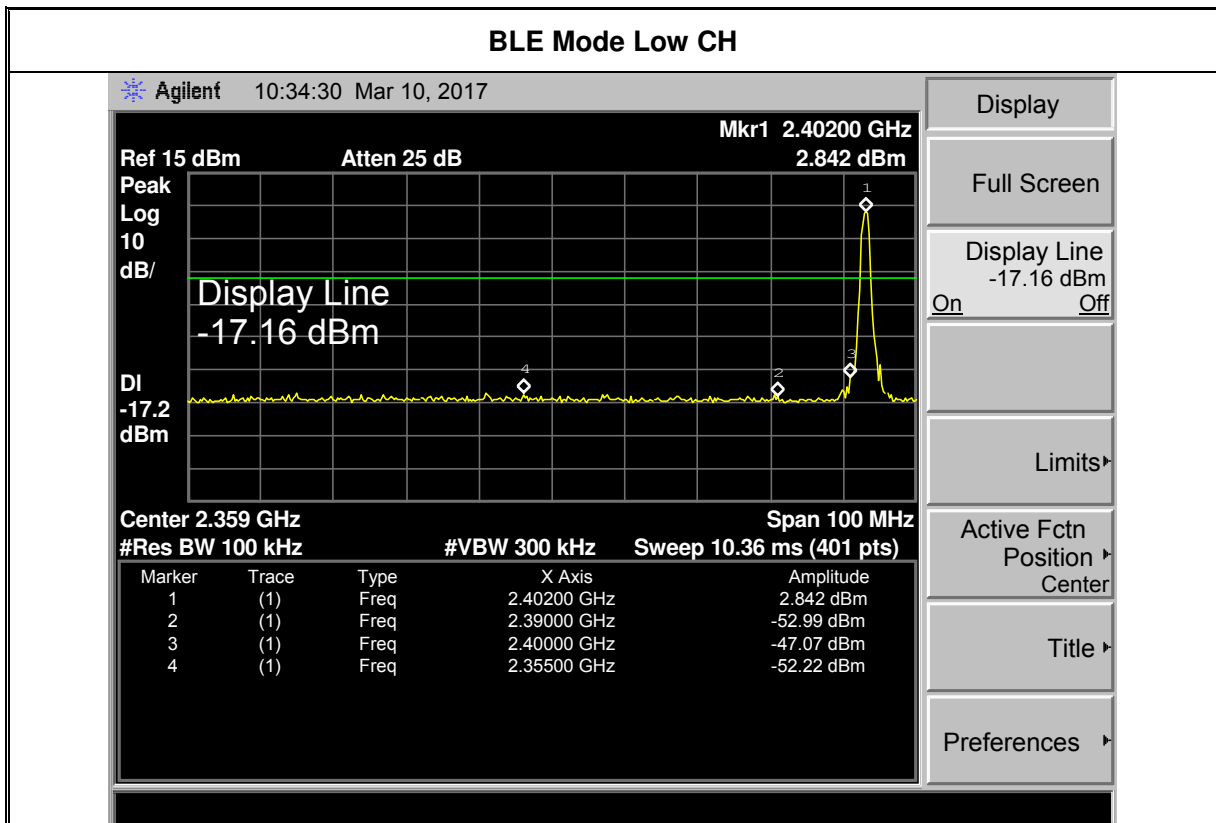 BLE Mode Low CH
Agilent 10:34:30 Mar 10, 2017
Mkr1 2.40200 GHz
Ref 15 dBm Atten 25 dB 2.842 dBm
Peak
Log
10
dB/
1
Display Line
-17.16 dBm
3
4
2
DI
-17.2
dBm
Center 2.359 GHz Span 100 MHz
#Res BW 100 kHz #VBW 300 kHz Sweep 10.36 ms (401 pts)
Marker Trace Type X Axis Amplitude
1 (1) Freq 2.40200 GHz 2.842 dBm
2 (1) Freq 2.39000 GHz -52.99 dBm
3 (1) Freq 2.40000 GHz -47.07 dBm
4 (1) Freq 2.35500 GHz -52.22 dBm
Display
Full Screen
Display Line
-17.16 dBm
On Off
Limits
Active Fctn
Position
Center
Title
Preferences